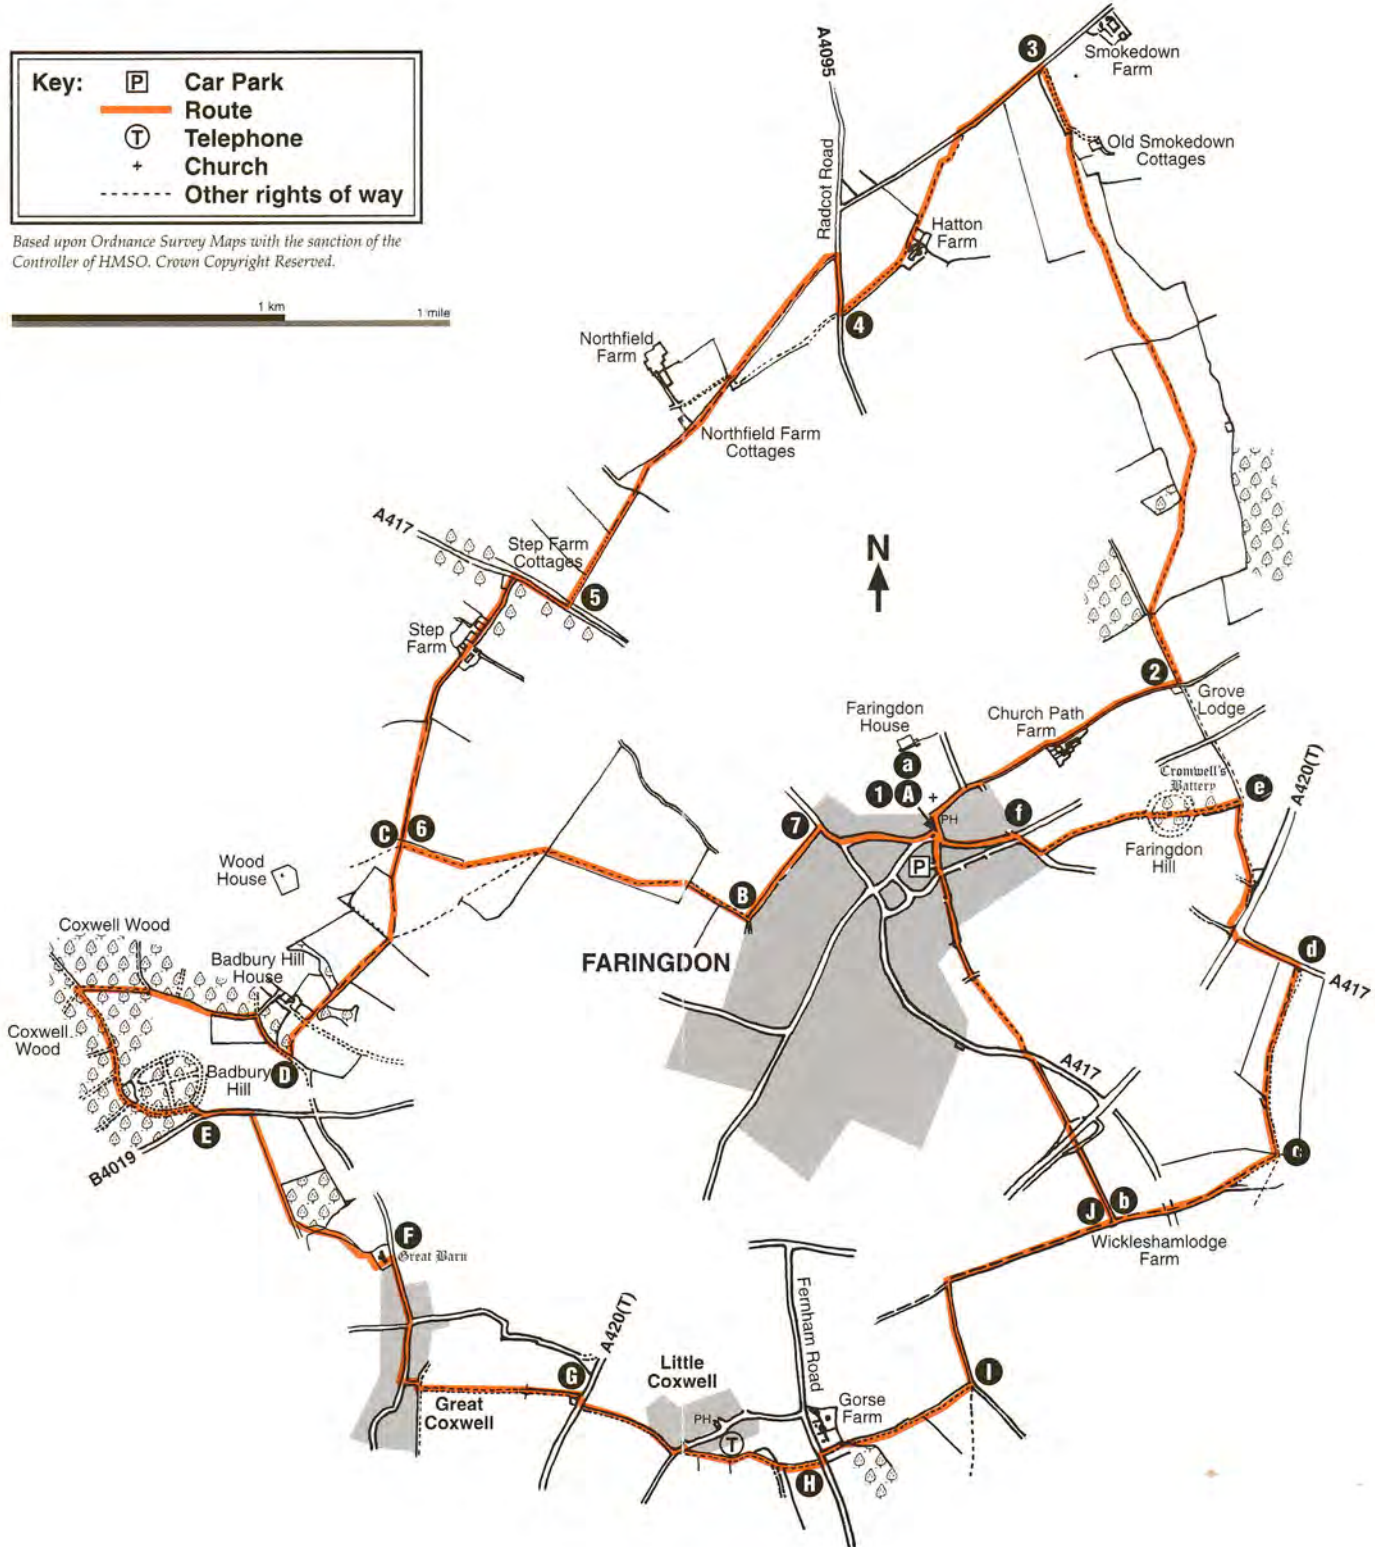 Key:
P Car Park
Route
T Telephone
+ Church
Other rights of way
Based upon Ordnance Survey Maps with the sanction of the
Controller of HMSO. Crown Copyright Reserved.
1 km
1 mile
A4095
Radcot Road
3
Smokedown
Farm
Old Smokedown
Cottages
Hatton
Farm
4
Northfield
Farm
Northfield Farm
Cottages
A417
Step Farm
Cottages
5
N
Step
Farm
2
Grove
Lodge
Faringdon
House
Church Path
Farm
a
1 A
+
PH
f
7
Cromwell's
Battery
e
A420(T)
Faringdon
Hill
P
C 6
Wood
House
B
FARINGDON
d
A417
Coxwell Wood
Badbury Hill
House
Coxwell
Wood
Badbury
Hill
D
E
B4019
A417
c
J b
Wickleshamlodge
Farm
F
Great Barn
Fernham Road
A420(T)
G
Little
Coxwell
Great
Coxwell
PH
T
Gorse
Farm
I
H